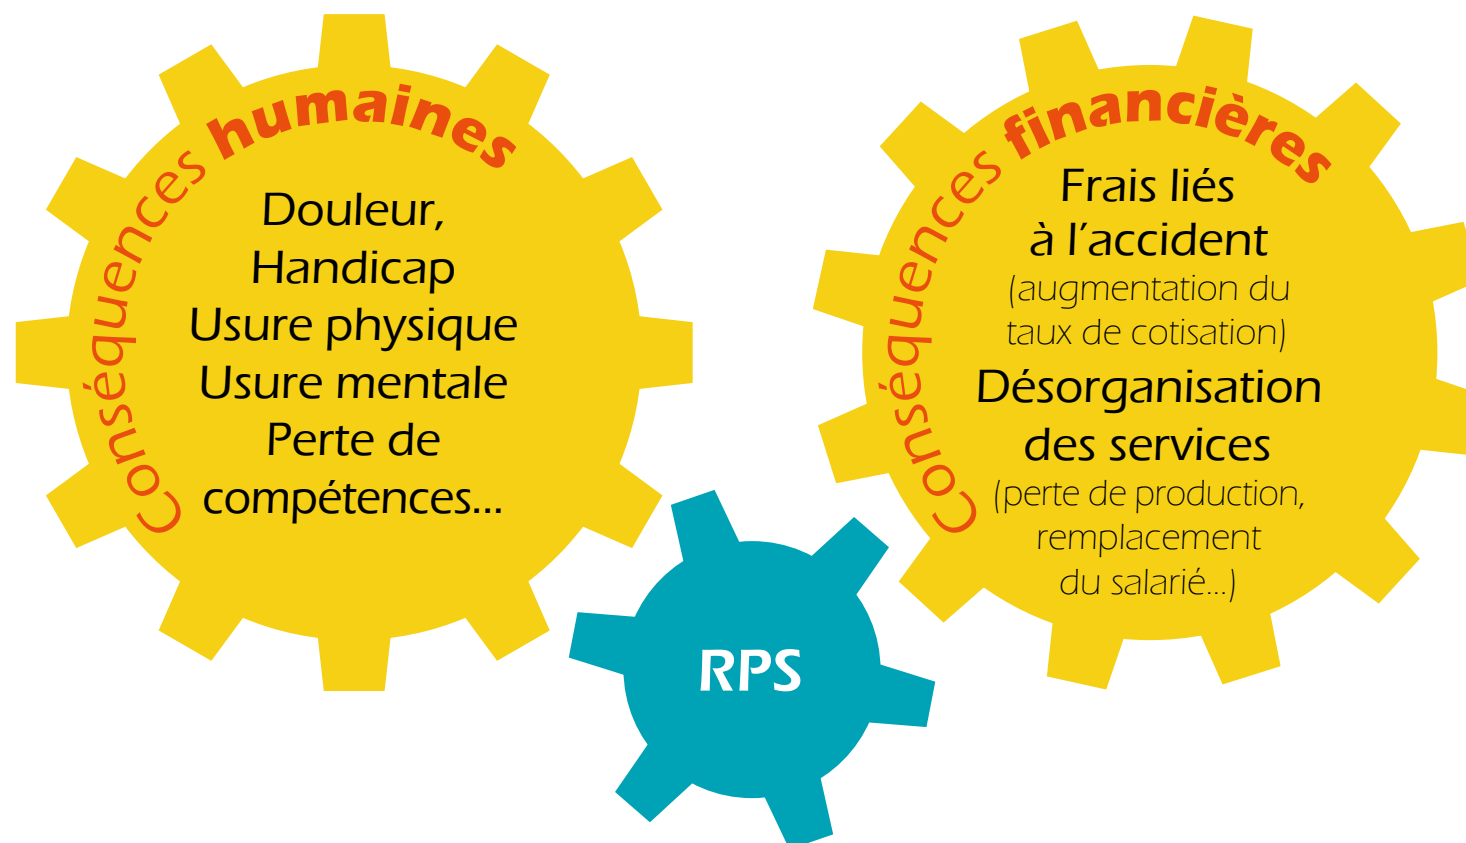 Conséquences humaines
Douleur,
Handicap
Usure physique
Usure mentale
Perte de
compétences...
Conséquences financières
Frais liés
à l’accident
(augmentation du
taux de cotisation)
Désorganisation
des services
(perte de production,
remplacement
du salarié...)
RPS